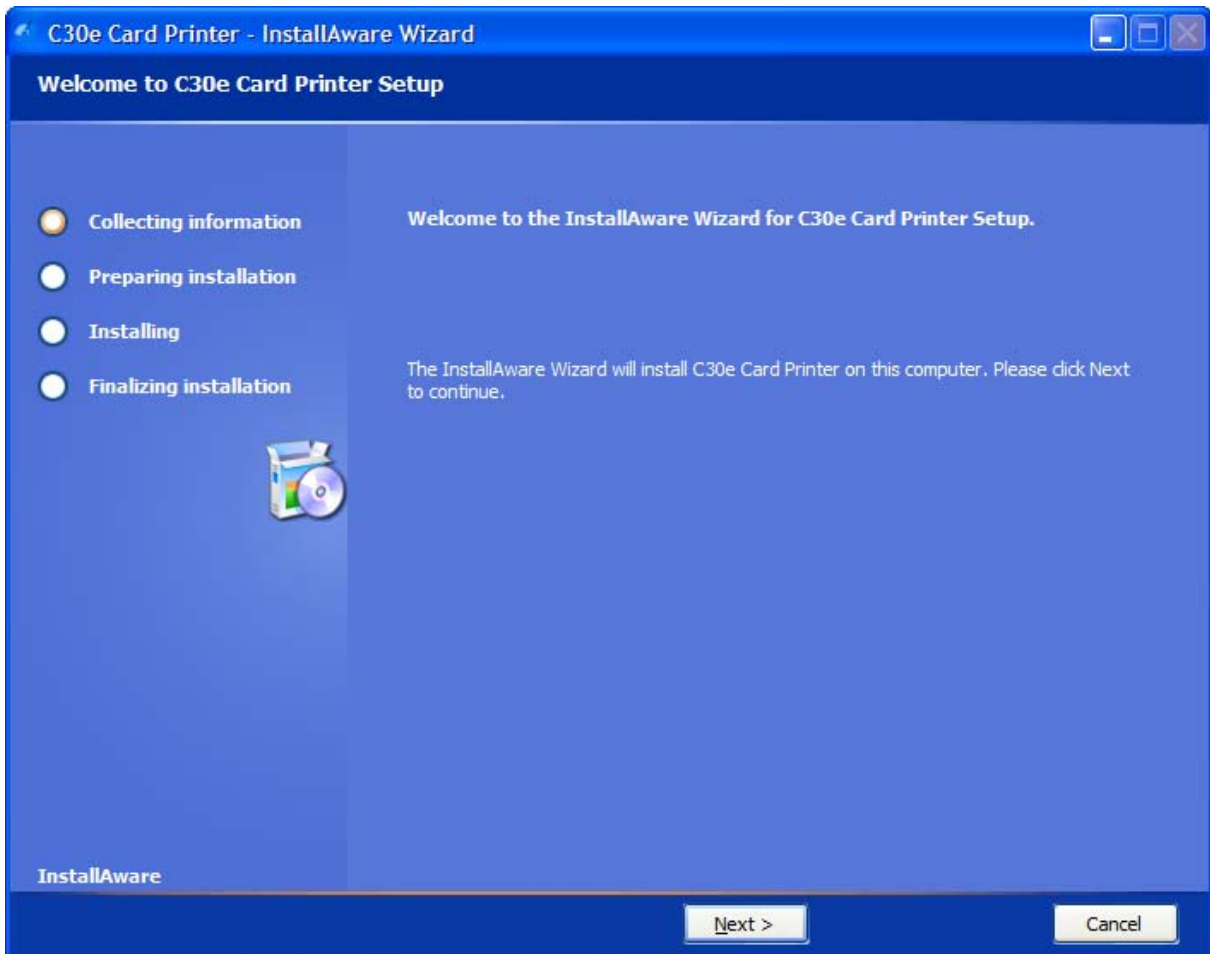 C30e Card Printer - InstallAware Wizard
Welcome to C30e Card Printer Setup
Collecting information
Preparing installation
Installing
Finalizing installation
Welcome to the InstallAware Wizard for C30e Card Printer Setup.
The InstallAware Wizard will install C30e Card Printer on this computer. Please click Next
to continue.
InstallAware
Next >
Cancel